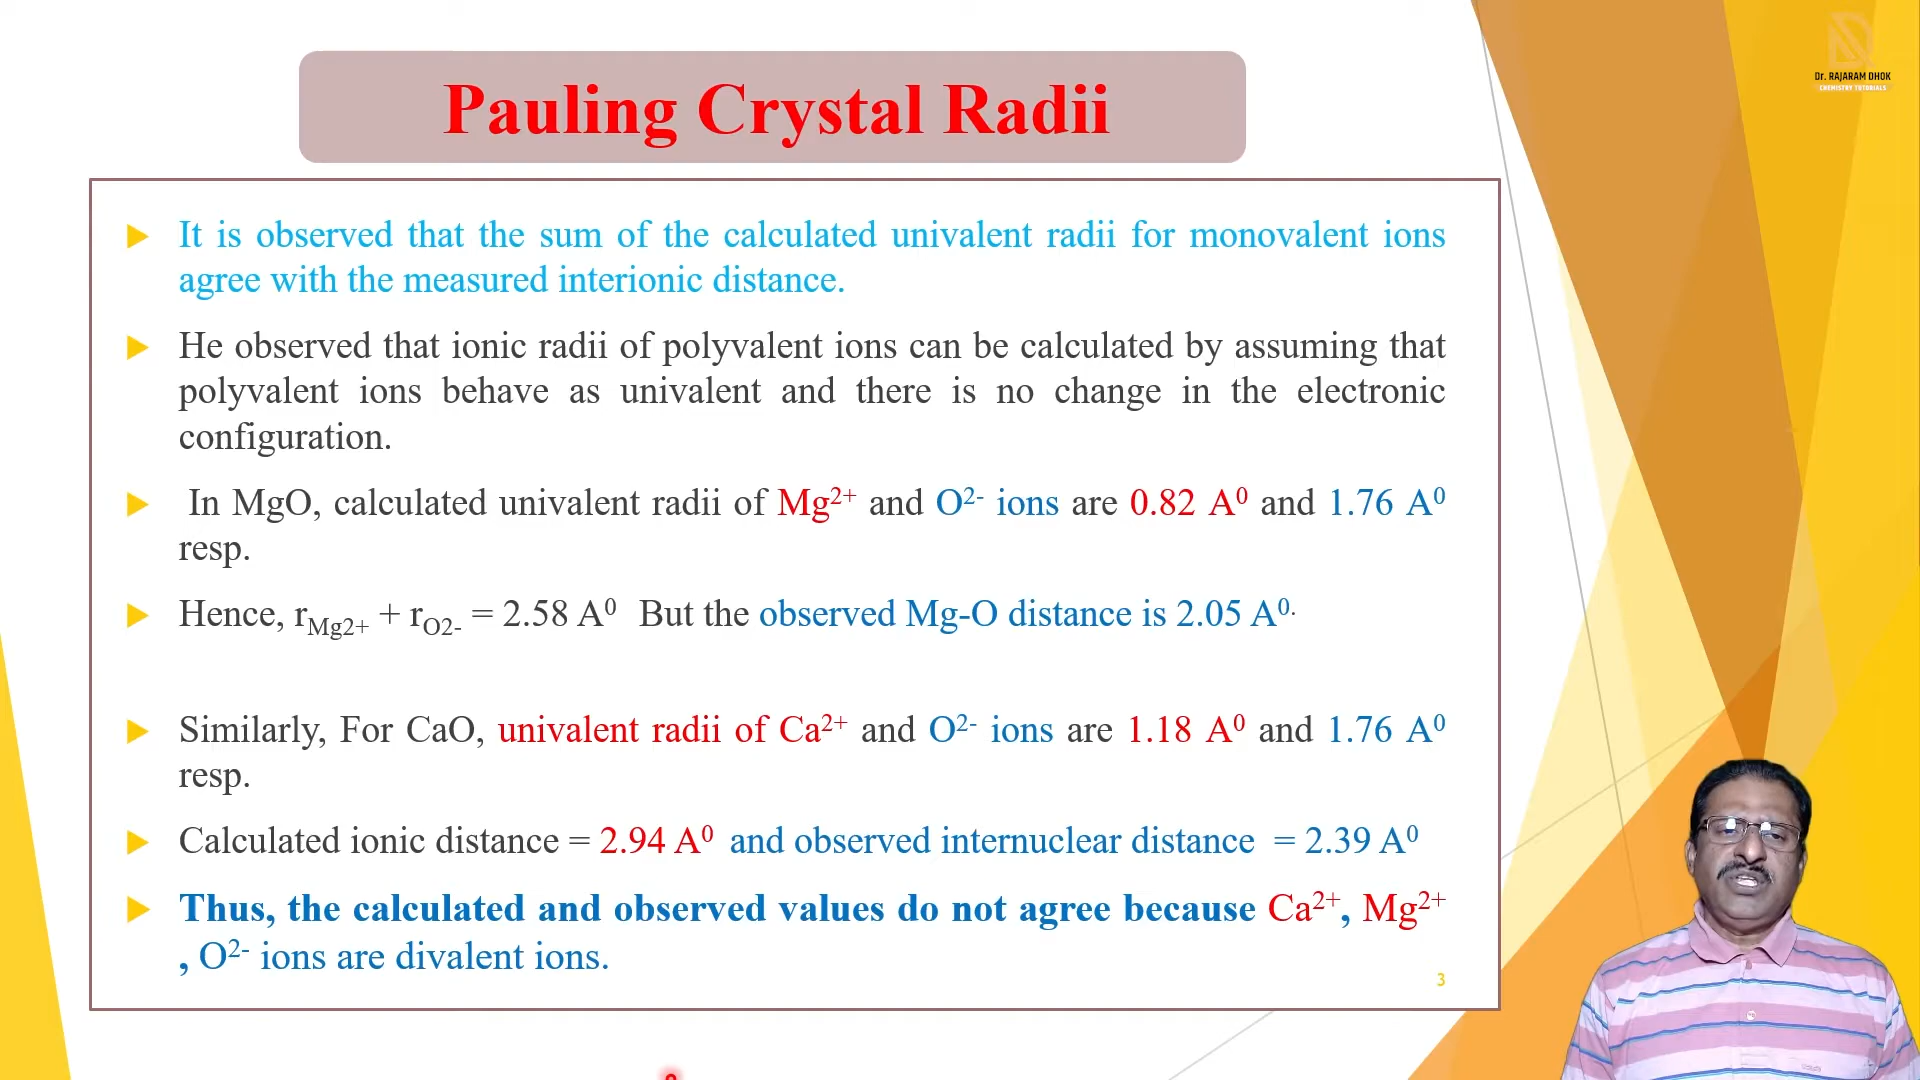 Dr. RAJARAM DHOK
CHEMISTRY TUTORIALS
Pauling Crystal Radii
It is observed that the sum of the calculated univalent radii for monovalent ions
agree with the measured interionic distance.
He observed that ionic radii of polyvalent ions can be calculated by assuming that
polyvalent ions behave as univalent and there is no change in the electronic
configuration.
In MgO, calculated univalent radii of Mg²⁺ and O²⁻ ions are 0.82 A⁰ and 1.76 A⁰
resp.
Hence, r_Mg2+ + r_O2- = 2.58 A⁰ But the observed Mg-O distance is 2.05 A⁰·
Similarly, For CaO, univalent radii of Ca²⁺ and O²⁻ ions are 1.18 A⁰ and 1.76 A⁰
resp.
Calculated ionic distance = 2.94 A⁰ and observed internuclear distance = 2.39 A⁰
Thus, the calculated and observed values do not agree because Ca²⁺, Mg²⁺
, O²⁻ ions are divalent ions.
3